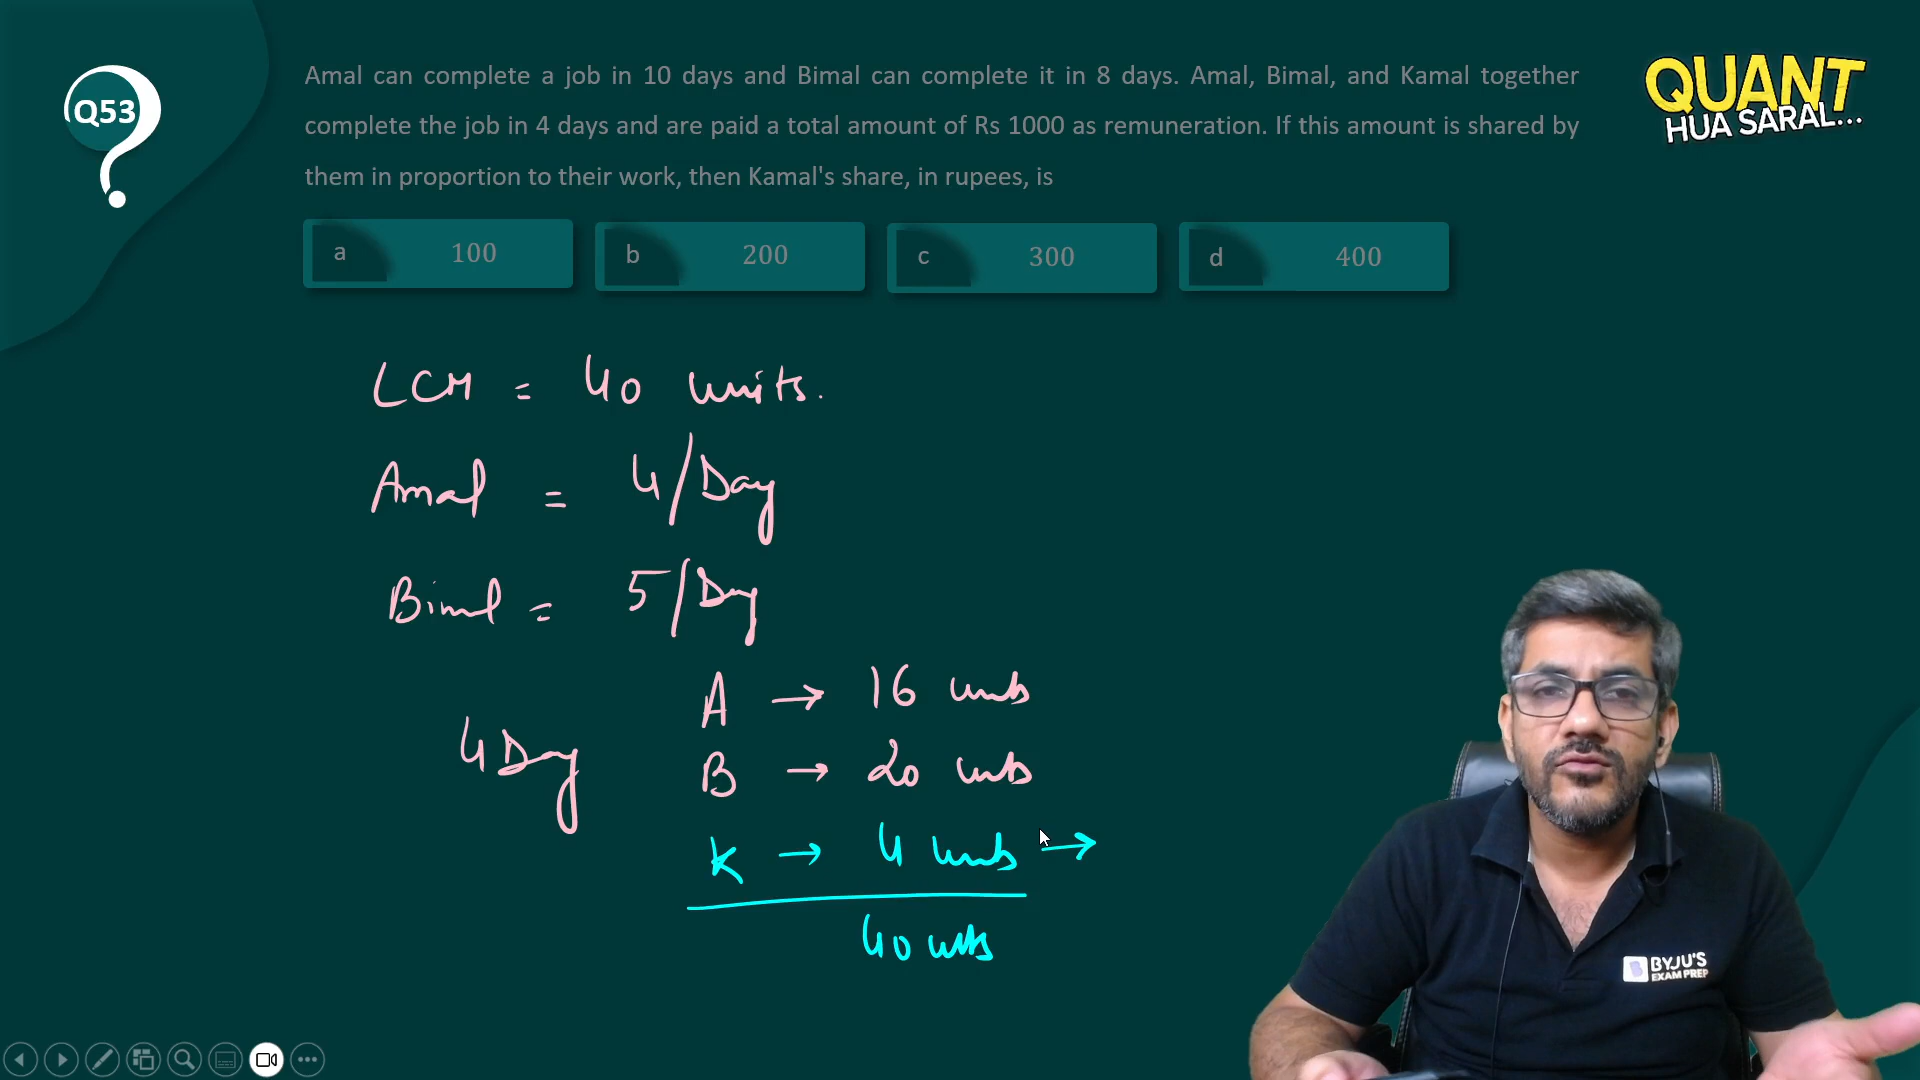 Q53
Amal can complete a job in 10 days and Bimal can complete it in 8 days. Amal, Bimal, and Kamal together
complete the job in 4 days and are paid a total amount of Rs 1000 as remuneration. If this amount is shared by
them in proportion to their work, then Kamal's share, in rupees, is
QUANT
HUA SARAL...
a 100 b 200 c 300 d 400
LCM = 40 units.
Amal = 4/Day
Biml = 5/Day
A → 16 units
4 Day
B → 20 units
K → 4 units →
40 units
BYJU'S
EXAM PREP